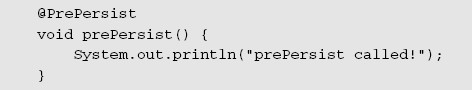 @PrePersist
void prePersist() {
    System.out.println("prePersist called!");
}